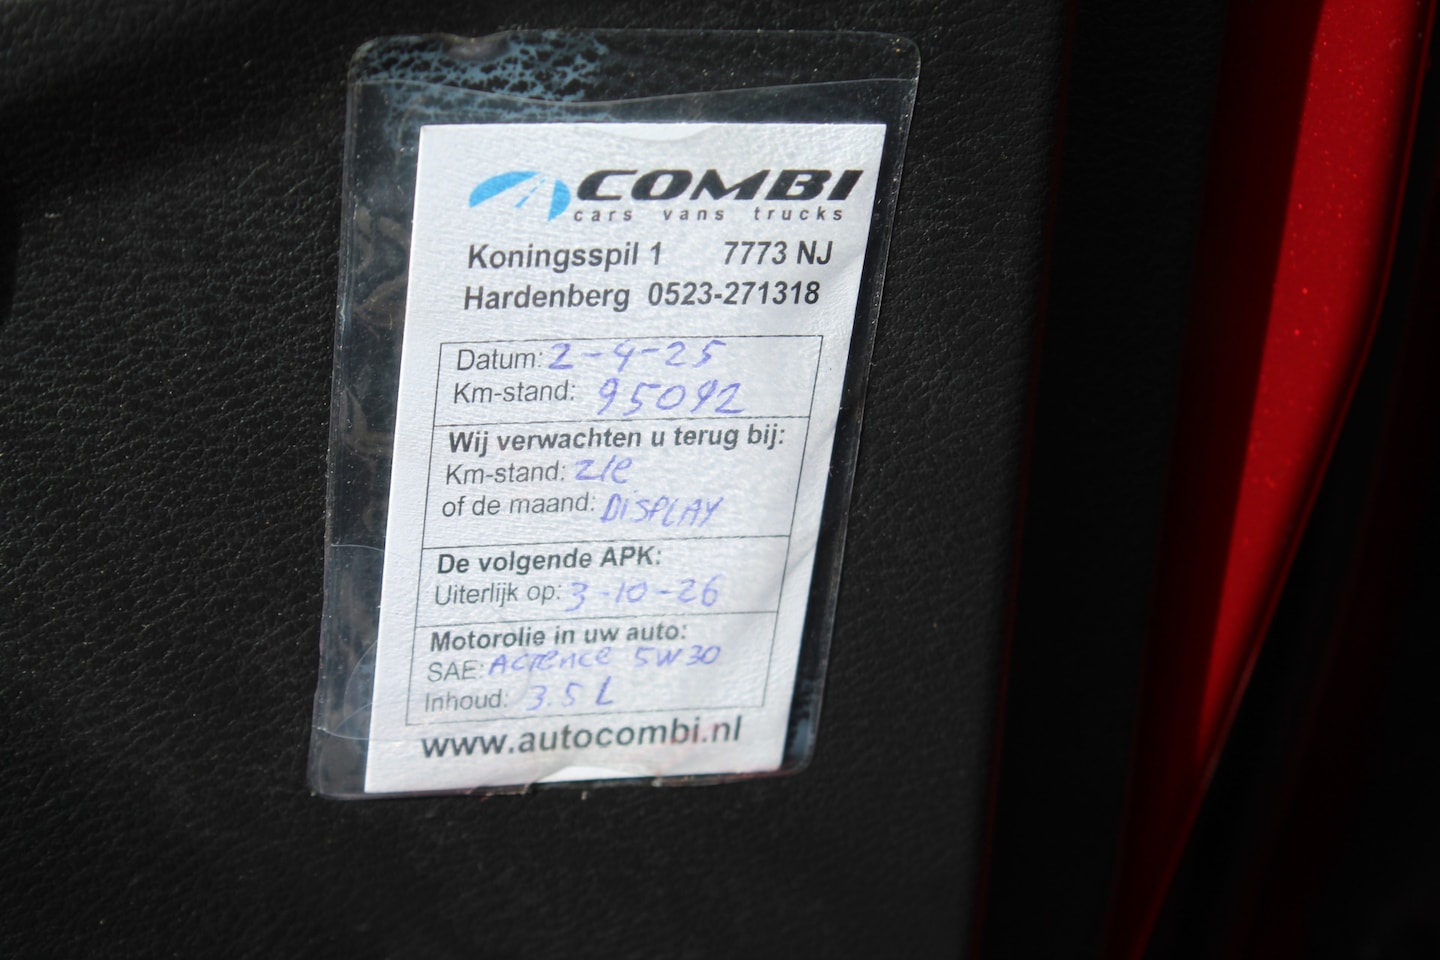 COMBI
cars vans trucks
Koningsspil 1 7773 NJ
Hardenberg 0523-271318
Datum: 2-4-25
Km-stand: 95092
Wij verwachten u terug bij:
Km-stand: zie
of de maand: DISPLAY
De volgende APK:
Uiterlijk op: 3-10-26
Motorolie in uw auto:
SAE: ACTENCE 5W30
Inhoud: 3.5 L
www.autocombi.nl